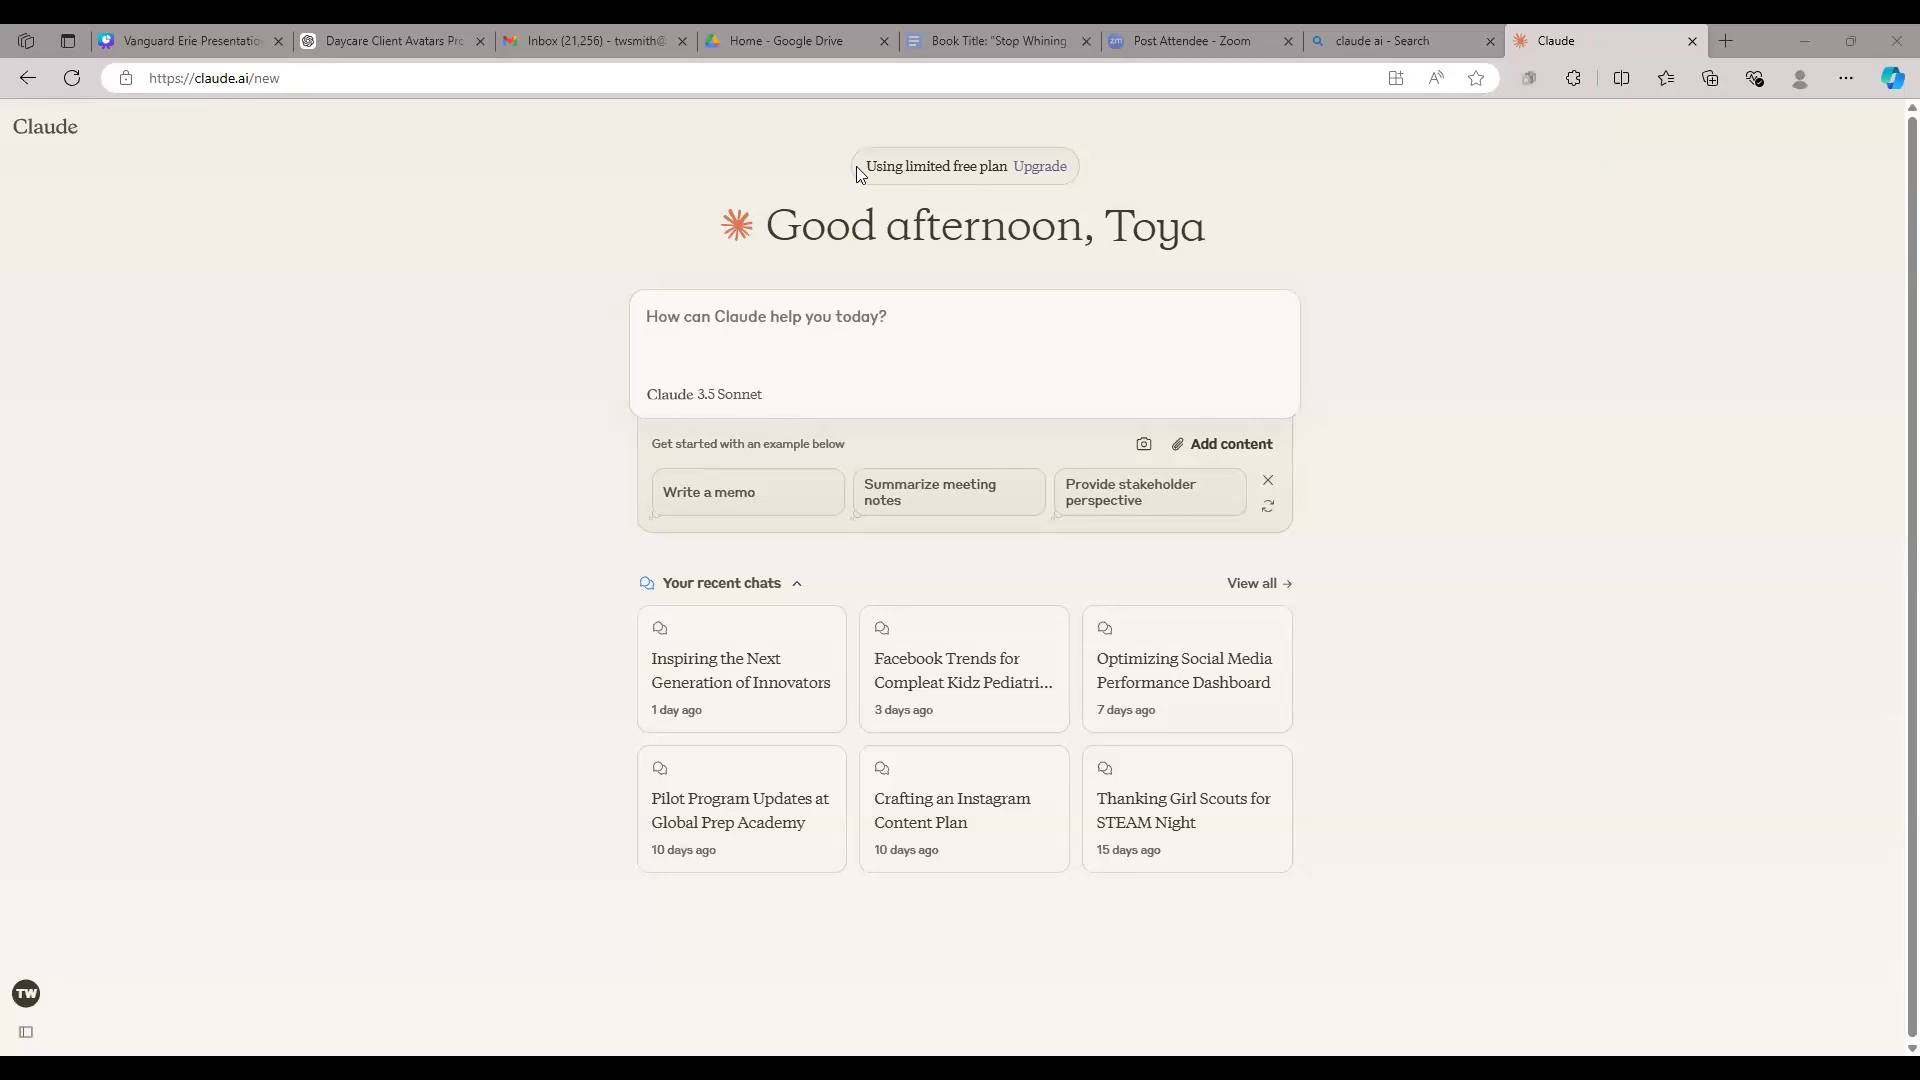 Vanguard Erie Presentatio
Daycare Client Avatars Pro
Inbox (21,256) - twsmith@
Home - Google Drive
Book Title: "Stop Whining
zm
Post Attendee - Zoom
claude ai - Search
Claude
https://claude.ai/new
Claude
Using limited free plan Upgrade
Good afternoon, Toya
How can Claude help you today?
Claude 3.5 Sonnet
Get started with an example below
Add content
Write a memo
Summarize meeting
notes
Provide stakeholder
perspective
Your recent chats
View all →
Inspiring the Next
Generation of Innovators
1 day ago
Facebook Trends for
Compleat Kidz Pediatri...
3 days ago
Optimizing Social Media
Performance Dashboard
7 days ago
Pilot Program Updates at
Global Prep Academy
10 days ago
Crafting an Instagram
Content Plan
10 days ago
Thanking Girl Scouts for
STEAM Night
15 days ago
TW